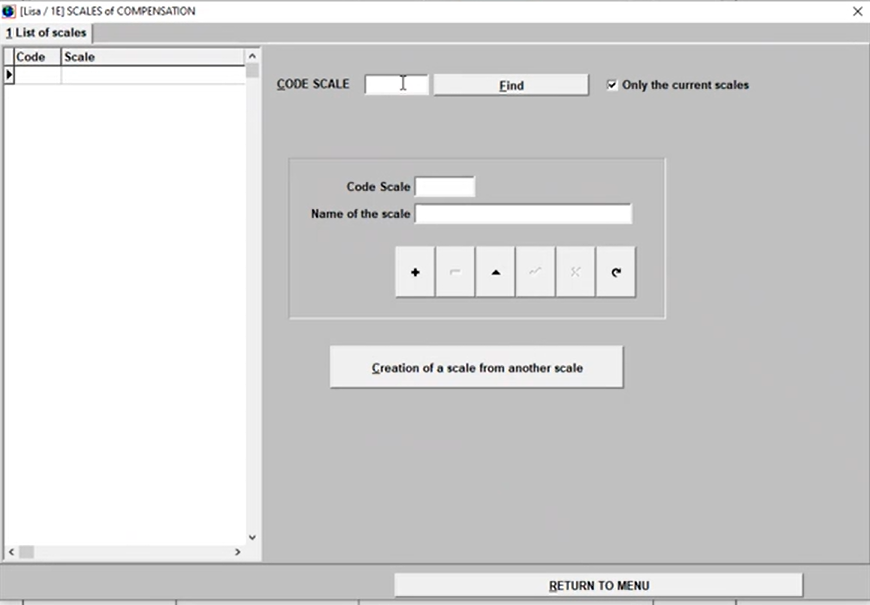 [Lisa / 1E] SCALES of COMPENSATION
1 List of scales
Code Scale
CODE SCALE Find Only the current scales
Code Scale
Name of the scale
Creation of a scale from another scale
RETURN TO MENU